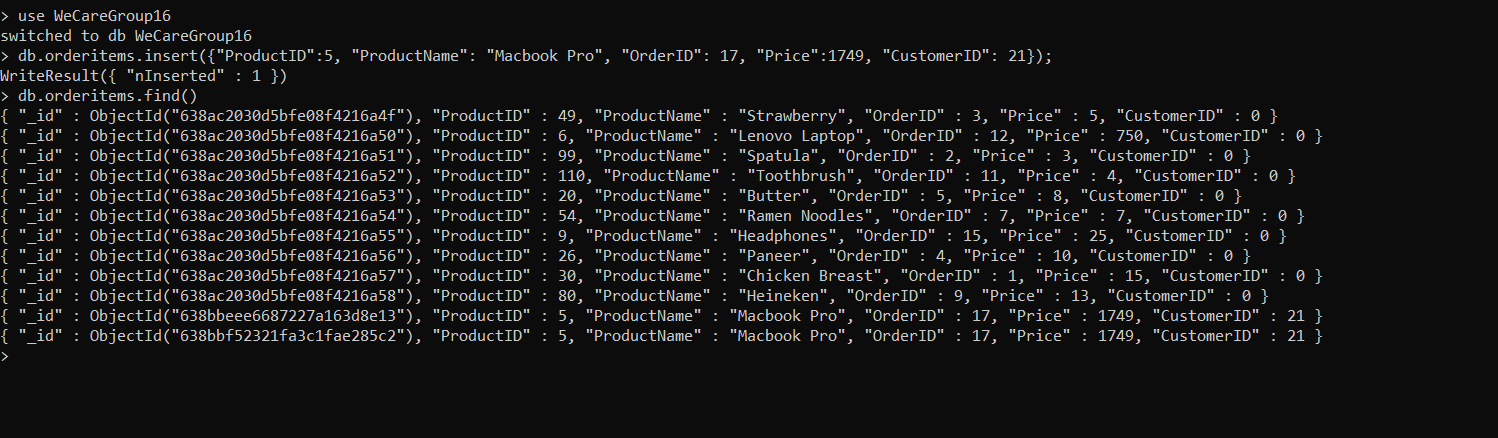 > use WeCareGroup16
switched to db WeCareGroup16
> db.orderitems.insert({"ProductID":5, "ProductName": "Macbook Pro", "OrderID": 17, "Price":1749, "CustomerID": 21});
WriteResult({ "nInserted" : 1 })
> db.orderitems.find()
{ "_id" : ObjectId("638ac2030d5bfe08f4216a4f"), "ProductID" : 49, "ProductName" : "Strawberry", "OrderID" : 3, "Price" : 5, "CustomerID" : 0 }
{ "_id" : ObjectId("638ac2030d5bfe08f4216a50"), "ProductID" : 6, "ProductName" : "Lenovo Laptop", "OrderID" : 12, "Price" : 750, "CustomerID" : 0 }
{ "_id" : ObjectId("638ac2030d5bfe08f4216a51"), "ProductID" : 99, "ProductName" : "Spatula", "OrderID" : 2, "Price" : 3, "CustomerID" : 0 }
{ "_id" : ObjectId("638ac2030d5bfe08f4216a52"), "ProductID" : 110, "ProductName" : "Toothbrush", "OrderID" : 11, "Price" : 4, "CustomerID" : 0 }
{ "_id" : ObjectId("638ac2030d5bfe08f4216a53"), "ProductID" : 20, "ProductName" : "Butter", "OrderID" : 5, "Price" : 8, "CustomerID" : 0 }
{ "_id" : ObjectId("638ac2030d5bfe08f4216a54"), "ProductID" : 54, "ProductName" : "Ramen Noodles", "OrderID" : 7, "Price" : 7, "CustomerID" : 0 }
{ "_id" : ObjectId("638ac2030d5bfe08f4216a55"), "ProductID" : 9, "ProductName" : "Headphones", "OrderID" : 15, "Price" : 25, "CustomerID" : 0 }
{ "_id" : ObjectId("638ac2030d5bfe08f4216a56"), "ProductID" : 26, "ProductName" : "Paneer", "OrderID" : 4, "Price" : 10, "CustomerID" : 0 }
{ "_id" : ObjectId("638ac2030d5bfe08f4216a57"), "ProductID" : 30, "ProductName" : "Chicken Breast", "OrderID" : 1, "Price" : 15, "CustomerID" : 0 }
{ "_id" : ObjectId("638ac2030d5bfe08f4216a58"), "ProductID" : 80, "ProductName" : "Heineken", "OrderID" : 9, "Price" : 13, "CustomerID" : 0 }
{ "_id" : ObjectId("638bbeee6687227a163d8e13"), "ProductID" : 5, "ProductName" : "Macbook Pro", "OrderID" : 17, "Price" : 1749, "CustomerID" : 21 }
{ "_id" : ObjectId("638bbf52321fa3c1fae285c2"), "ProductID" : 5, "ProductName" : "Macbook Pro", "OrderID" : 17, "Price" : 1749, "CustomerID" : 21 }
>